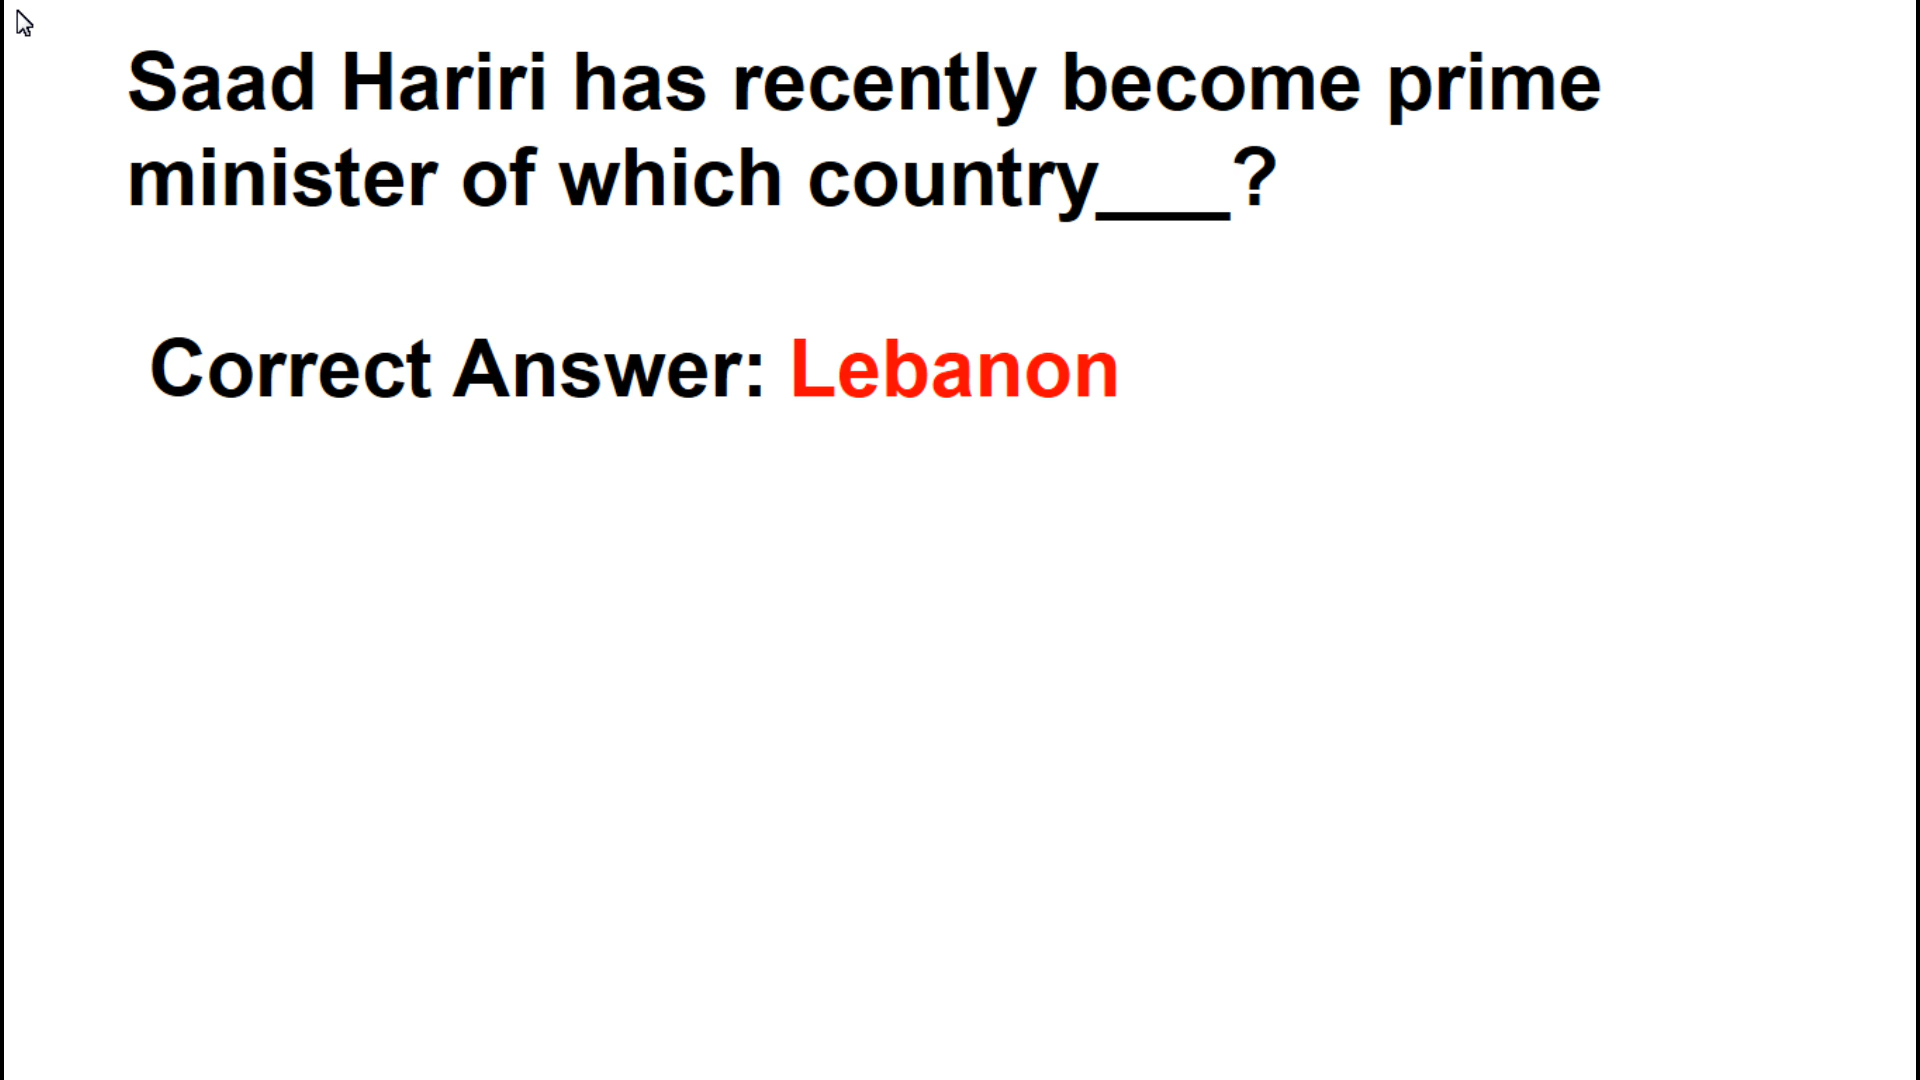 Saad Hariri has recently become prime
minister of which country___?
Correct Answer: Lebanon